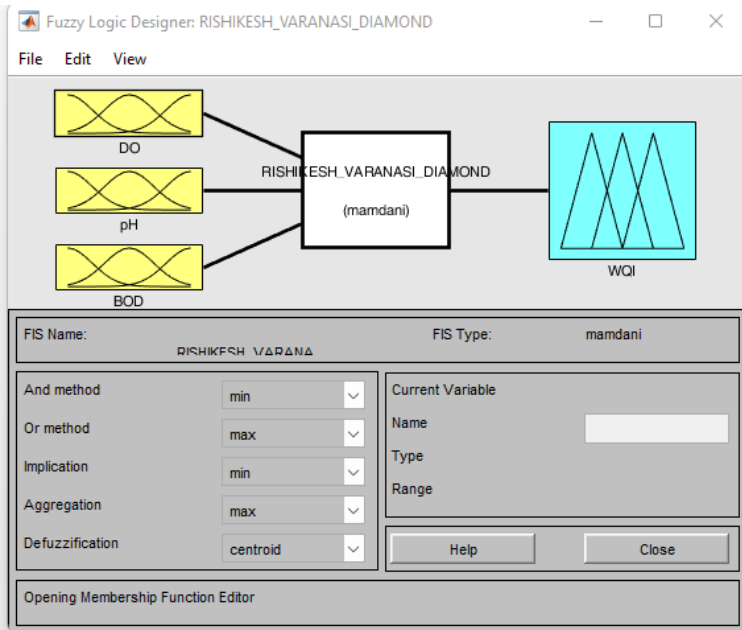 Fuzzy Logic Designer: RISHIKESH_VARANASI_DIAMOND
File Edit View
DO
pH
BOD
RISHIKESH_VARANASI_DIAMOND
(mamdani)
WQI
FIS Name:
RISHIKESH_VARANA
FIS Type:
mamdani
And method
min
Or method
max
Implication
min
Aggregation
max
Defuzzification
centroid
Current Variable
Name
Type
Range
Help
Close
Opening Membership Function Editor